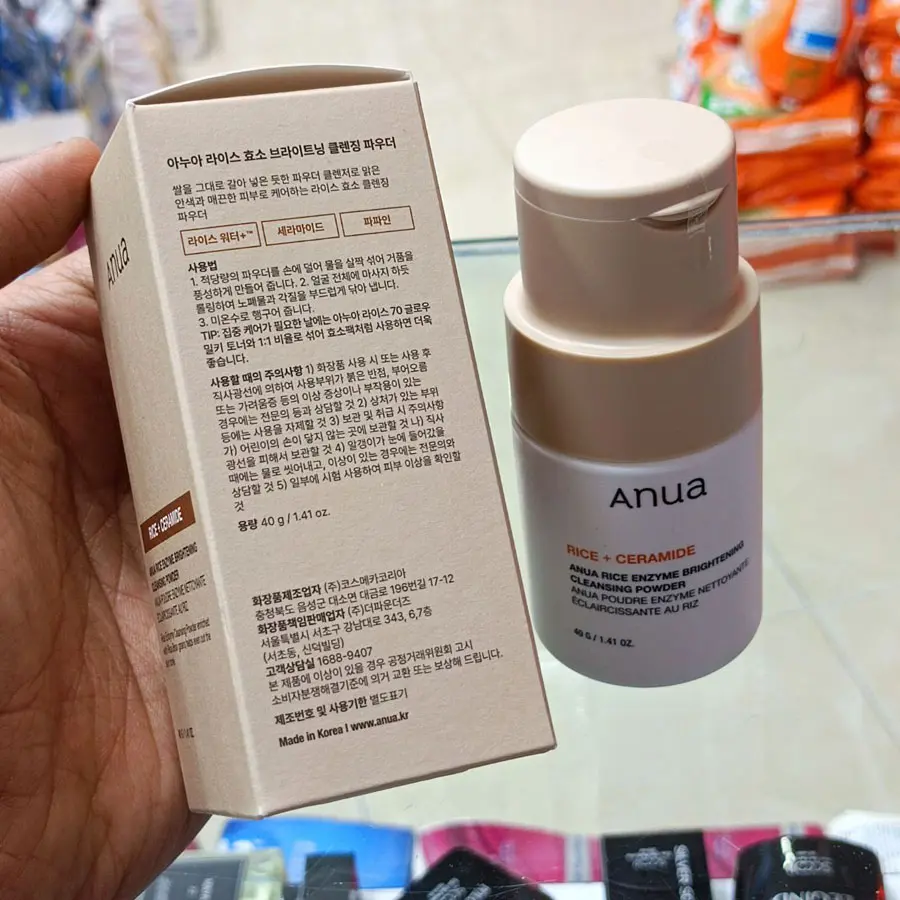 아누아 라이스 효소 브라이트닝 클렌징 파우더
쌀을 그대로 갈아 넣은 듯한 파우더 클렌저로 맑은
안색과 매끈한 피부로 케어하는 라이스 효소 클렌징
파우더
라이스 워터+™ 세라마이드 파파인
사용법
1. 적당량의 파우더를 손에 덜어 물을 살짝 섞어 거품을
풍성하게 만들어 줍니다. 2. 얼굴 전체에 마사지 하듯
롤링하여 노폐물과 각질을 부드럽게 닦아 냅니다.
3. 미온수로 헹구어 줍니다.
TIP: 집중 케어가 필요한 날에는 아누아 라이스 70 글로우
밀키 토너와 1:1 비율로 섞어 효소팩처럼 사용하면 더욱
좋습니다.
사용할 때의 주의사항 1) 화장품 사용 시 또는 사용 후
직사광선에 의하여 사용부위가 붉은 반점, 부어오름
또는 가려움증 등의 이상 증상이나 부작용이 있는
경우에는 전문의 등과 상담할 것 2) 상처가 있는 부위
등에는 사용을 자제할 것 3) 보관 및 취급 시 주의사항
가) 어린이의 손이 닿지 않는 곳에 보관할 것 나) 직사
광선을 피해서 보관할 것 4) 알갱이가 눈에 들어갔을
때에는 물로 씻어내고, 이상이 있는 경우에는 전문의와
상담할 것 5) 일부에 시험 사용하여 피부 이상을 확인할
것
용량 40 g / 1.41 oz.
화장품제조업자 (주)코스메카코리아
충청북도 음성군 대소면 대금로 196번길 17-12
화장품책임판매업자 (주)더파운더즈
서울특별시 서초구 강남대로 343, 6,7층
(서초동, 신덕빌딩)
고객상담실 1688-9407
본 제품에 이상이 있을 경우 공정거래위원회 고시
소비자분쟁해결기준에 의거 교환 또는 보상해 드립니다.
제조번호 및 사용기한 별도표기
Made in Korea l www.anua.kr
Anua
RICE + CERAMIDE
ANUA RICE ENZYME BRIGHTENING
CLEANSING POWDER
ANUA POUDRE ENZYME NETTOYANTE
ÉCLAIRCISSANTE AU RIZ
Anua
RICE + CERAMIDE
ANUA RICE ENZYME BRIGHTENING
CLEANSING POWDER
ANUA POUDRE ENZYME NETTOYANTE
ÉCLAIRCISSANTE AU RIZ
40 G / 1.41 OZ.